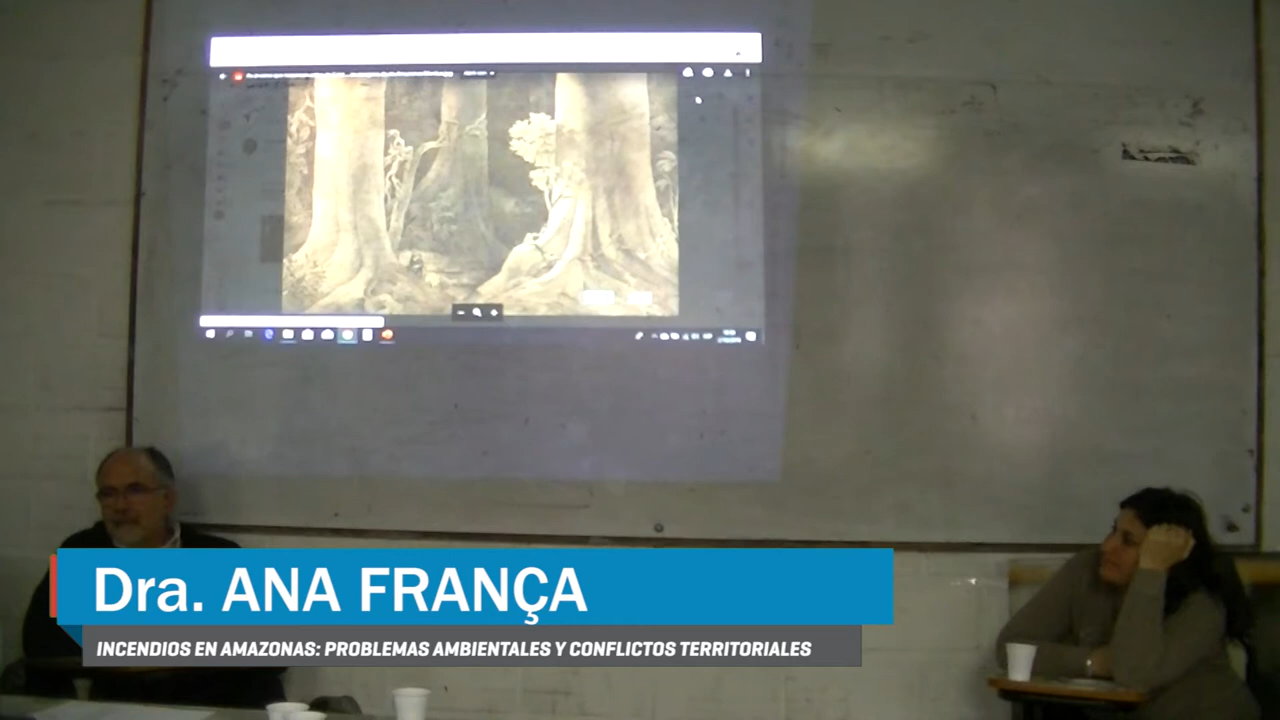 Dra. ANA FRANÇA
INCENDIOS EN AMAZONAS: PROBLEMAS AMBIENTALES Y CONFLICTOS TERRITORIALES